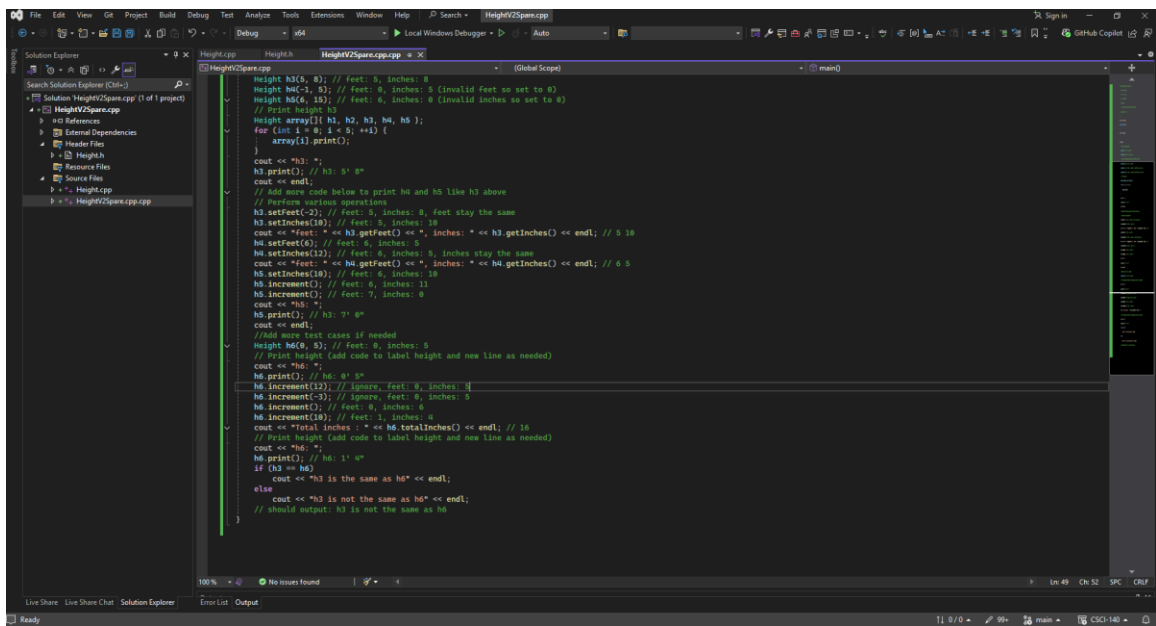 File Edit View Git Project Build Debug Test Analyze Tools Extensions Window Help Search HeightV2Spare.cpp Sign in
Debug x64 Local Windows Debugger Auto GitHub Copilot
Toolbox
Solution Explorer
Search Solution Explorer (Ctrl+;)
Solution 'HeightV2Spare.cpp' (1 of 1 project)
HeightV2Spare.cpp
References
External Dependencies
Header Files
Height.h
Resource Files
Source Files
Height.cpp
HeightV2Spare.cpp.cpp
Height.cpp Height.h HeightV2Spare.cpp.cpp
HeightV2Spare.cpp (Global Scope) main()
Height h3(5, 8); // feet: 5, inches: 8
Height h4(-1, 5); // feet: 0, inches: 5 (invalid feet so set to 0)
Height h5(6, 15); // feet: 6, inches: 0 (invalid inches so set to 0)
// Print height h3
Height array[]{ h1, h2, h3, h4, h5 };
for (int i = 0; i < 5; ++i) {
array[i].print();
}
cout << "h3: ";
h3.print(); // h3: 5' 8"
cout << endl;
// Add more code below to print h4 and h5 like h3 above
// Perform various operations
h3.setFeet(-2); // feet: 5, inches: 8, feet stay the same
h3.setInches(10); // feet: 5, inches: 10
cout << "feet: " << h3.getFeet() << ", inches: " << h3.getInches() << endl; // 5 10
h4.setFeet(6); // feet: 6, inches: 5
h4.setInches(12); // feet: 6, inches: 5, inches stay the same
cout << "feet: " << h4.getFeet() << ", inches: " << h4.getInches() << endl; // 6 5
h5.setInches(10); // feet: 6, inches: 10
h5.increment(); // feet: 6, inches: 11
h5.increment(); // feet: 7, inches: 0
cout << "h5: ";
h5.print(); // h3: 7' 0"
cout << endl;
//Add more test cases if needed
Height h6(0, 5); // feet: 0, inches: 5
// Print height (add code to label height and new line as needed)
cout << "h6: ";
h6.print(); // h6: 0' 5"
h6.increment(12); // ignore, feet: 0, inches: 5
h6.increment(-3); // ignore, feet: 0, inches: 5
h6.increment(); // feet: 0, inches: 6
h6.increment(10); // feet: 1, inches: 4
cout << "Total inches : " << h6.totalInches() << endl; // 16
// Print height (add code to label height and new line as needed)
cout << "h6: ";
h6.print(); // h6: 1' 4"
if (h3 == h6)
cout << "h3 is the same as h6" << endl;
else
cout << "h3 is not the same as h6" << endl;
// should output: h3 is not the same as h6
}
100 % No issues found Ln: 49 Ch: 52 SPC CRLF
Live Share Live Share Chat Solution Explorer Error List Output
Ready 0 / 0 99+ main CSCI-140